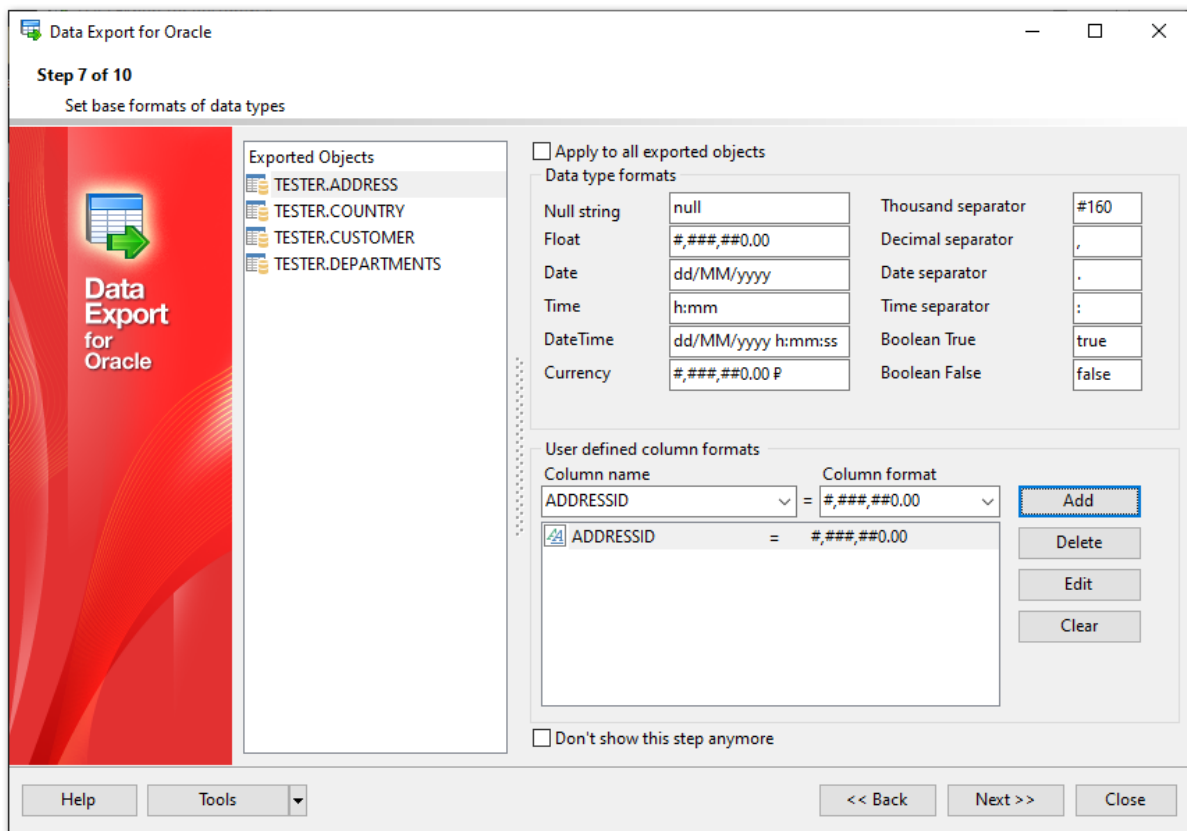 Data Export for Oracle
Step 7 of 10
Set base formats of data types
Data
Export
for
Oracle
Exported Objects
TESTER.ADDRESS
TESTER.COUNTRY
TESTER.CUSTOMER
TESTER.DEPARTMENTS
Apply to all exported objects
Data type formats
Null string null Thousand separator #160
Float #,###,##0.00 Decimal separator ,
Date dd/MM/yyyy Date separator .
Time h:mm Time separator :
DateTime dd/MM/yyyy h:mm:ss Boolean True true
Currency #,###,##0.00 ₽ Boolean False false
User defined column formats
Column name Column format
ADDRESSID = #,###,##0.00 Add
ADDRESSID = #,###,##0.00
Delete
Edit
Clear
Don't show this step anymore
Help Tools << Back Next >> Close